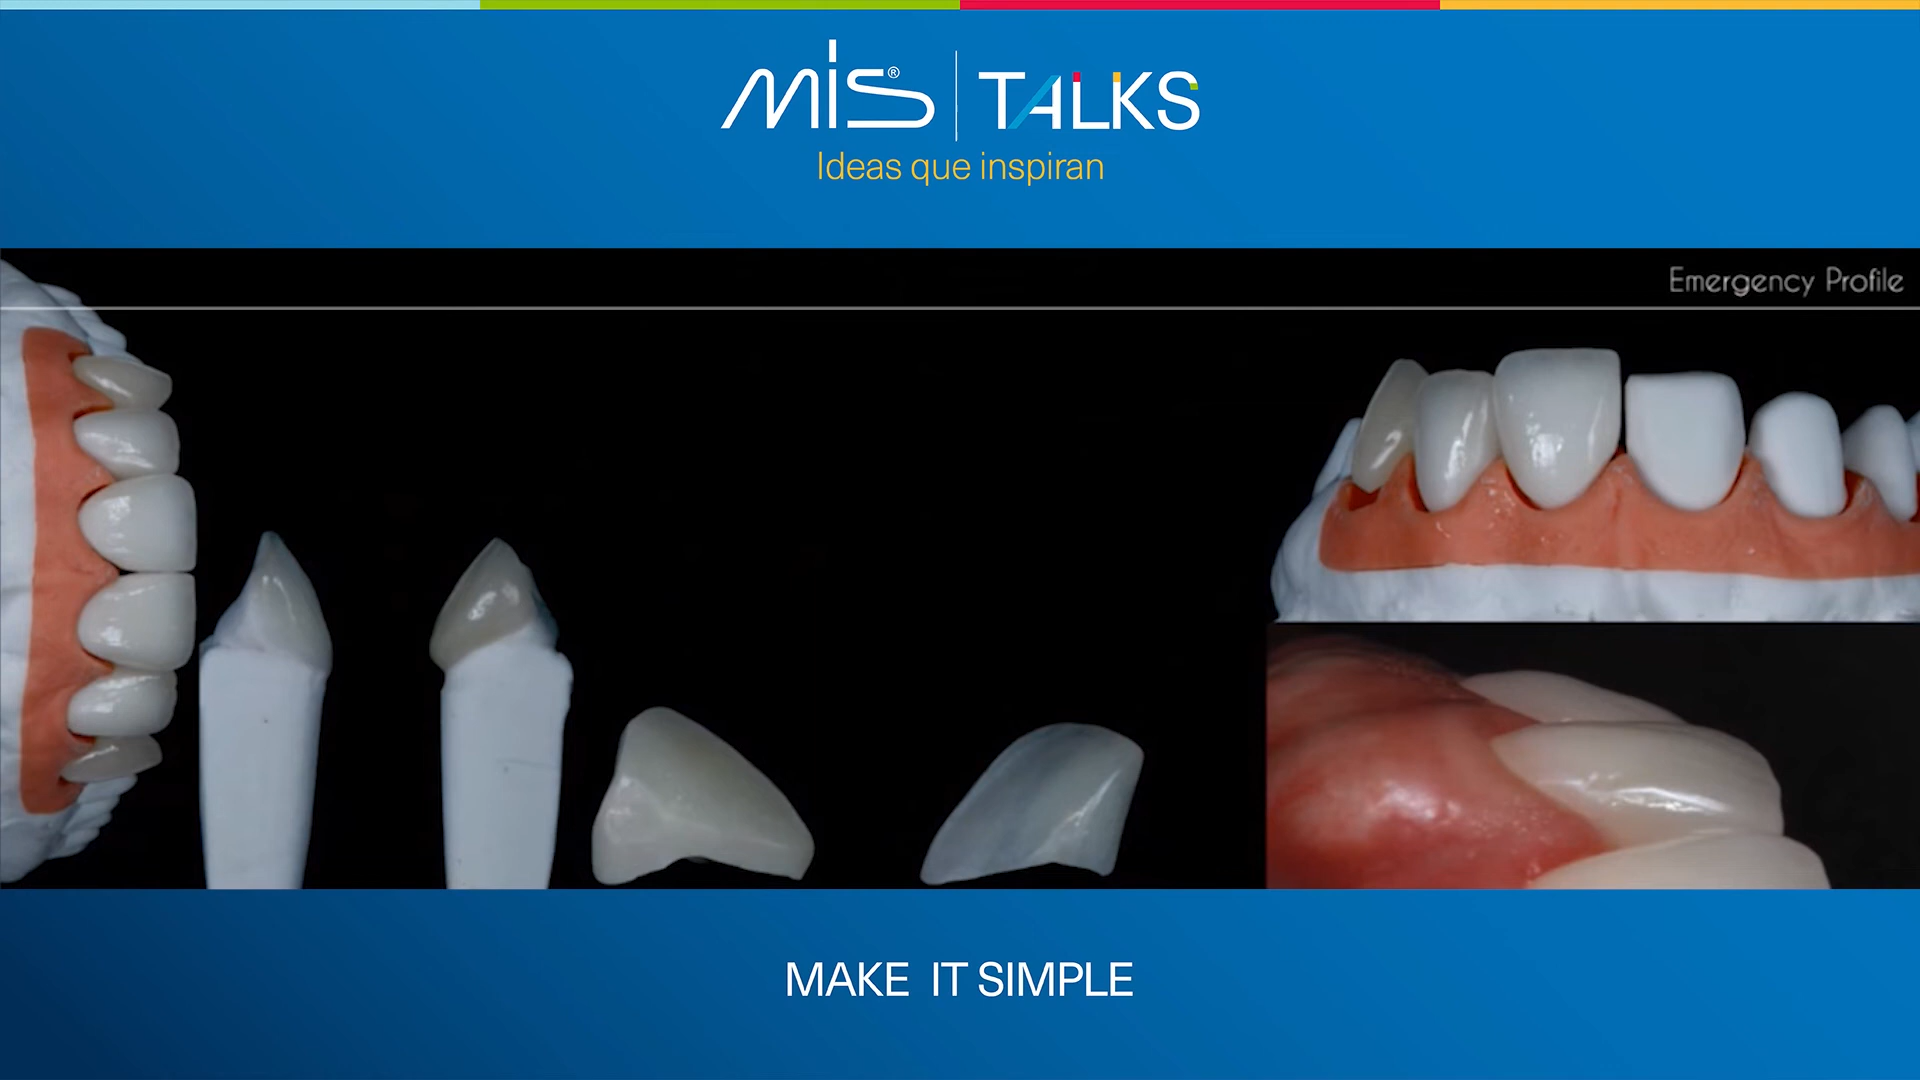 MIS® | TALKS
Ideas que inspiran
Emergency Profile
MAKE IT SIMPLE